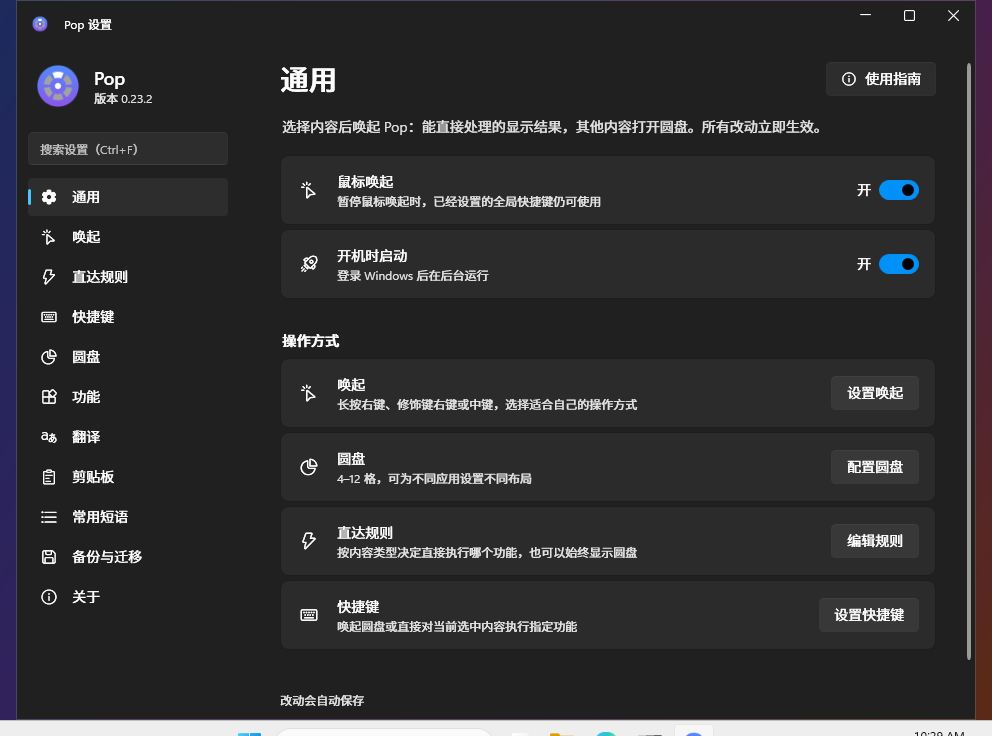 Pop 设置
Pop
版本 0.23.2
搜索设置（Ctrl+F）
通用
唤起
直达规则
快捷键
圆盘
功能
翻译
剪贴板
常用短语
备份与迁移
关于
通用
使用指南
选择内容后唤起 Pop：能直接处理的显示结果，其他内容打开圆盘。所有改动立即生效。
鼠标唤起
暂停鼠标唤起时，已经设置的全局快捷键仍可使用
开
开机时启动
登录 Windows 后在后台运行
开
操作方式
唤起
长按右键、修饰键右键或中键，选择适合自己的操作方式
设置唤起
圆盘
4–12 格，可为不同应用设置不同布局
配置圆盘
直达规则
按内容类型决定直接执行哪个功能，也可以始终显示圆盘
编辑规则
快捷键
唤起圆盘或直接对当前选中内容执行指定功能
设置快捷键
改动会自动保存
10:29 AM